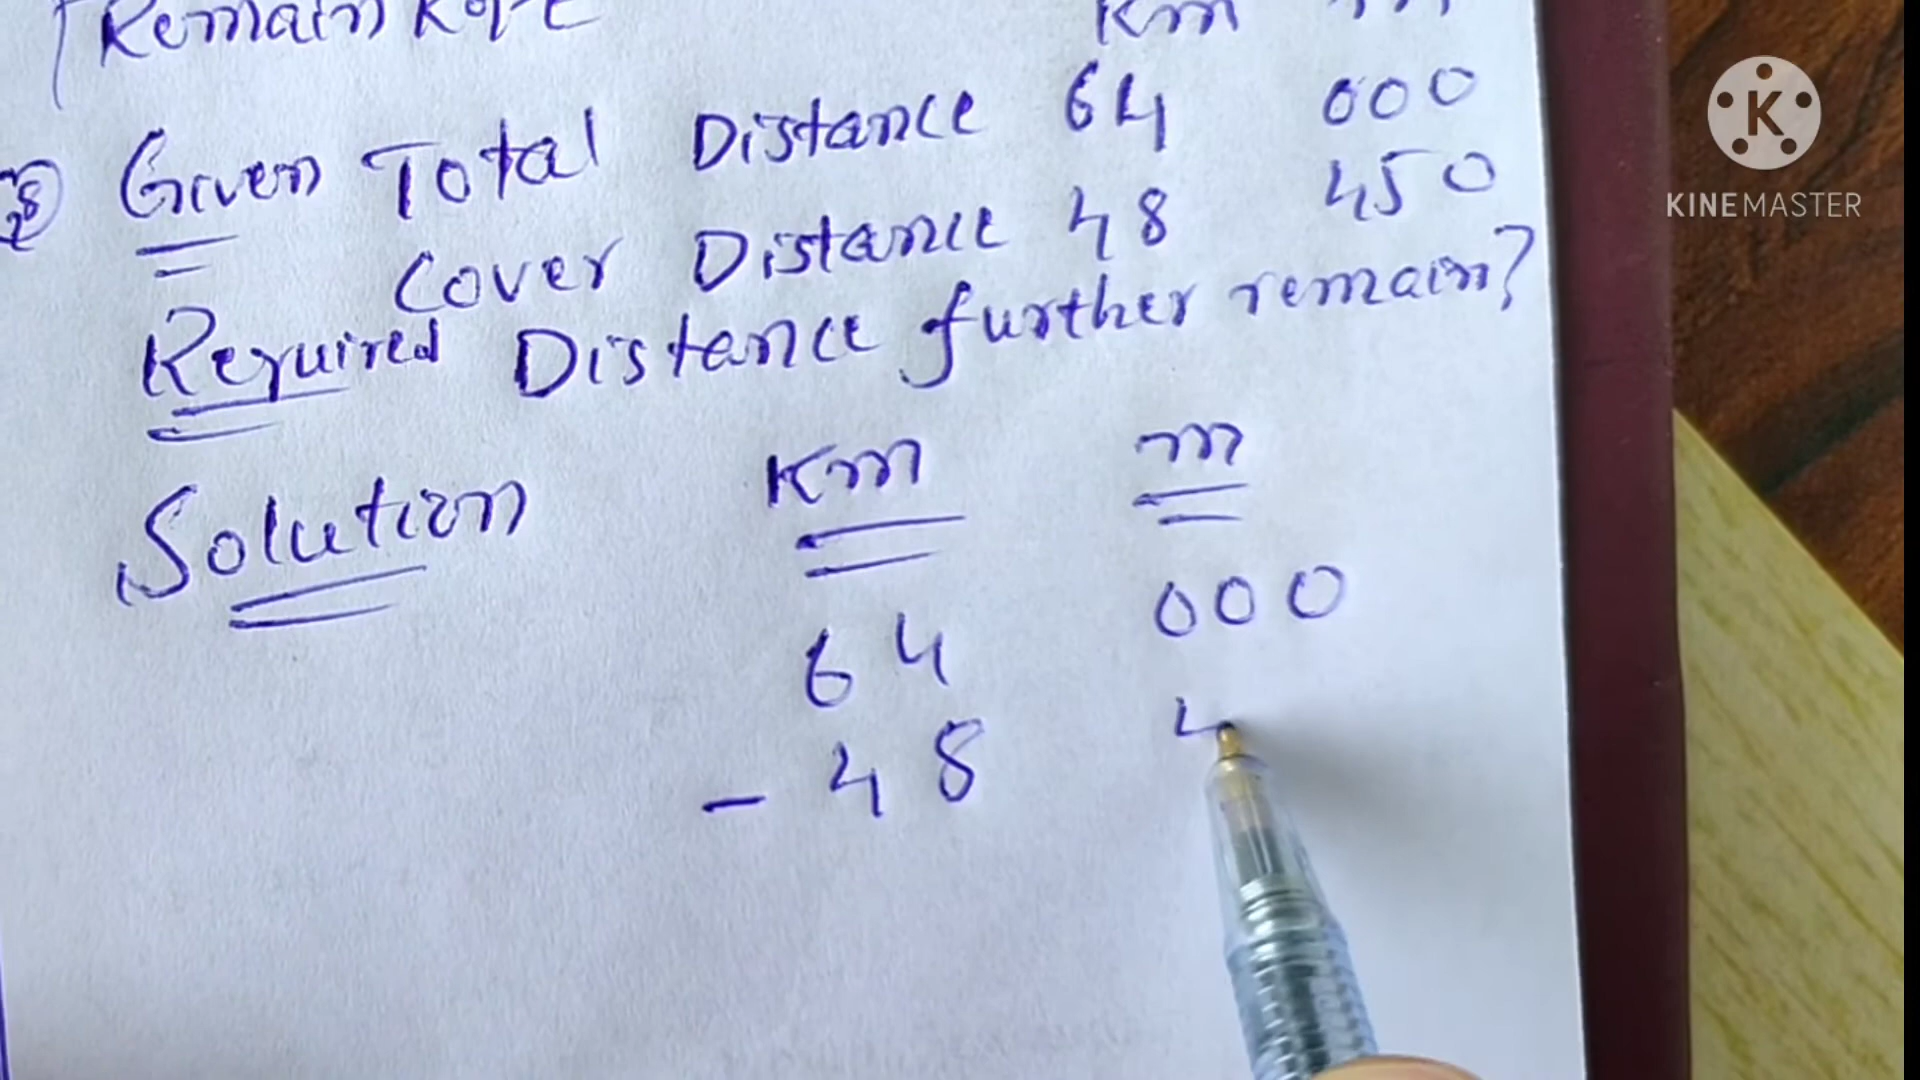 Remain
Km m
Given Total Distance 64 000
Cover Distance 48 450
Required Distance further remain?
Solution Km m
64 000
- 48 4
K
KINEMASTER